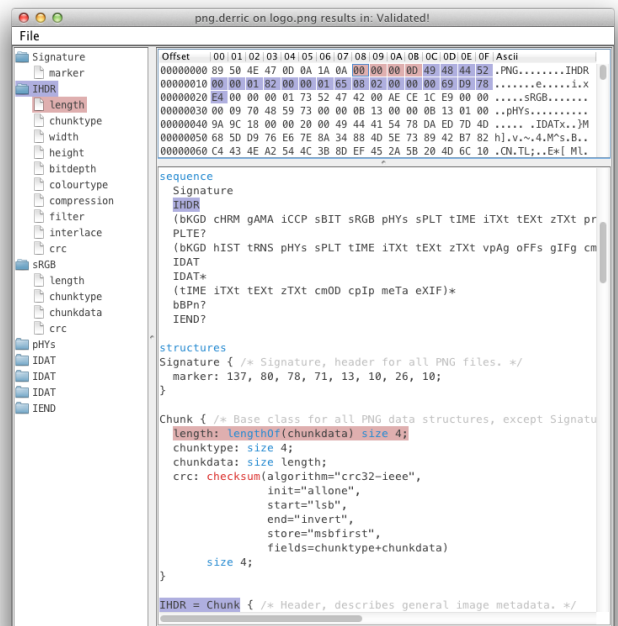 png.derric on logo.png results in: Validated!
File
Signature
marker
IHDR
length
chunktype
width
height
bitdepth
colourtype
compression
filter
interlace
crc
sRGB
length
chunktype
chunkdata
crc
pHYs
IDAT
IDAT
IDAT
IEND
Offset 00 01 02 03 04 05 06 07 08 09 0A 0B 0C 0D 0E 0F Ascii
00000000 89 50 4E 47 0D 0A 1A 0A 00 00 00 0D 49 48 44 52 .PNG........IHDR
00000010 00 00 01 82 00 00 01 65 08 02 00 00 00 69 D9 78 .......e.....i.x
00000020 E4 00 00 00 01 73 52 47 42 00 AE CE 1C E9 00 00 .....sRGB.......
00000030 00 09 70 48 59 73 00 00 0B 13 00 00 0B 13 01 00 ..pHYs..........
00000040 9A 9C 18 00 00 20 00 49 44 41 54 78 DA ED 7D 4D ..... .IDATx..}M
00000050 68 5D D9 76 E6 7E 8A 34 88 4D 5E 73 89 42 B7 82 h].v.~.4.M^s.B..
00000060 C4 43 4E A2 54 4C 3B 8D EF 45 2A 5B 20 4D 6C 10 .CN.TL;..E*[ Ml.
sequence
Signature
IHDR
(bKGD cHRM gAMA iCCP sBIT sRGB pHYs sPLT tIME iTXt tEXt zTXt pr
PLTE?
(bKGD hIST tRNS pHYs sPLT tIME iTXt tEXt zTXt vpAg oFFs gIFg cm
IDAT
IDAT*
(tIME iTXt tEXt zTXt cmOD cpIp meTa eXIF)*
bBPn?
IEND?
structures
Signature { /* Signature, header for all PNG files. */
marker: 137, 80, 78, 71, 13, 10, 26, 10;
}
Chunk { /* Base class for all PNG data structures, except Signatu
length: lengthOf(chunkdata) size 4;
chunktype: size 4;
chunkdata: size length;
crc: checksum(algorithm="crc32-ieee",
init="allone",
start="lsb",
end="invert",
store="msbfirst",
fields=chunktype+chunkdata)
size 4;
}
IHDR = Chunk { /* Header, describes general image metadata. */